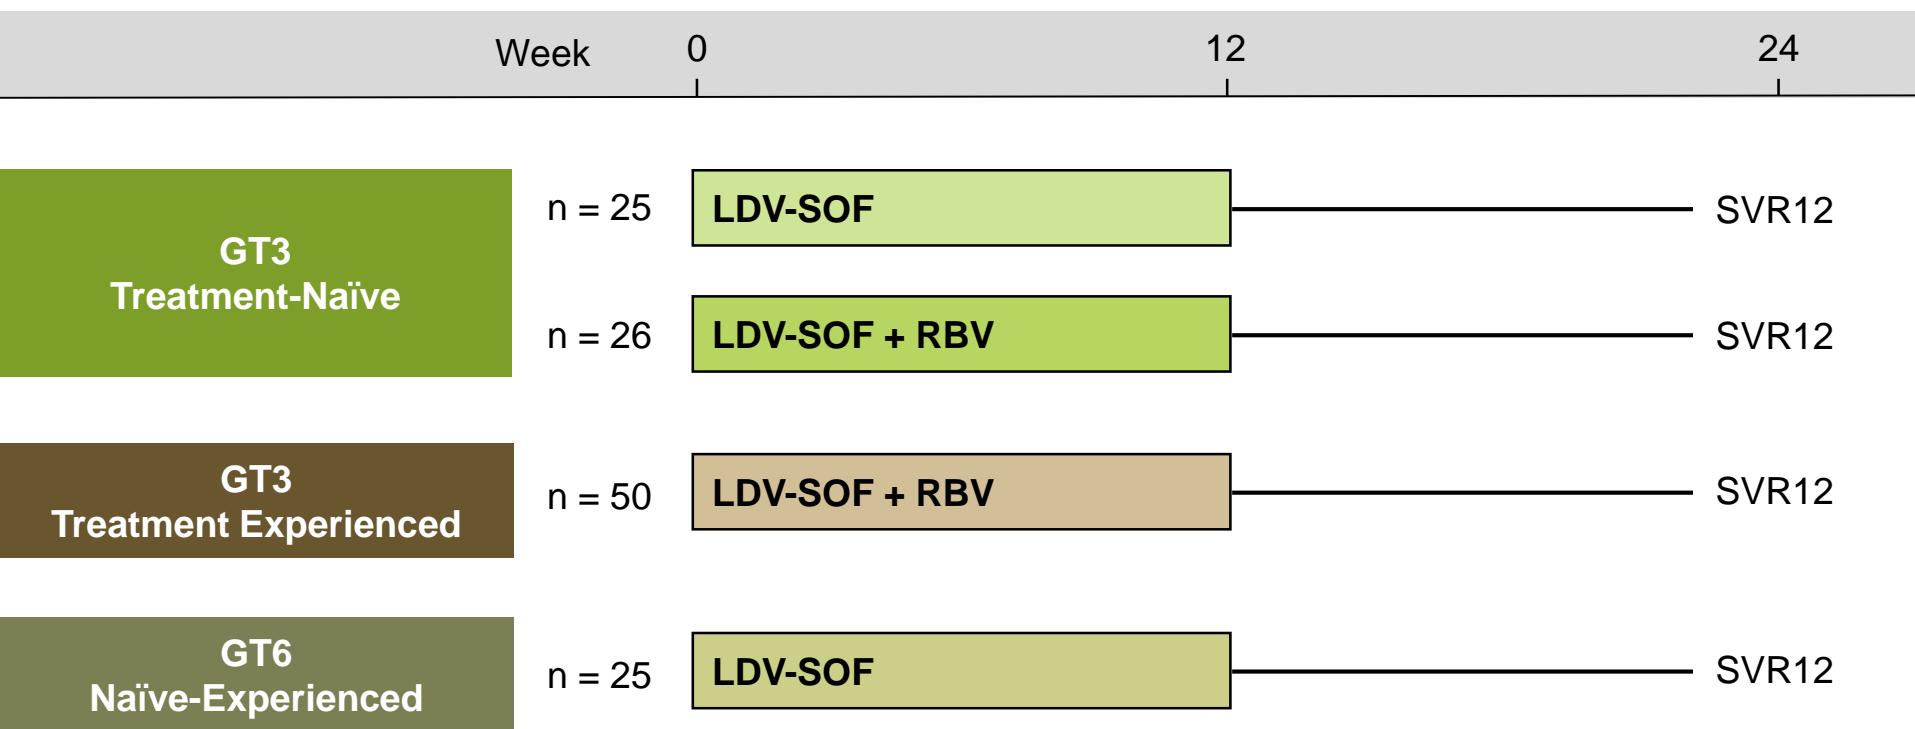 Week 0 12 24
GT3
Treatment-Naïve
n = 25 LDV-SOF SVR12
n = 26 LDV-SOF + RBV SVR12
GT3
Treatment Experienced
n = 50 LDV-SOF + RBV SVR12
GT6
Naïve-Experienced
n = 25 LDV-SOF SVR12